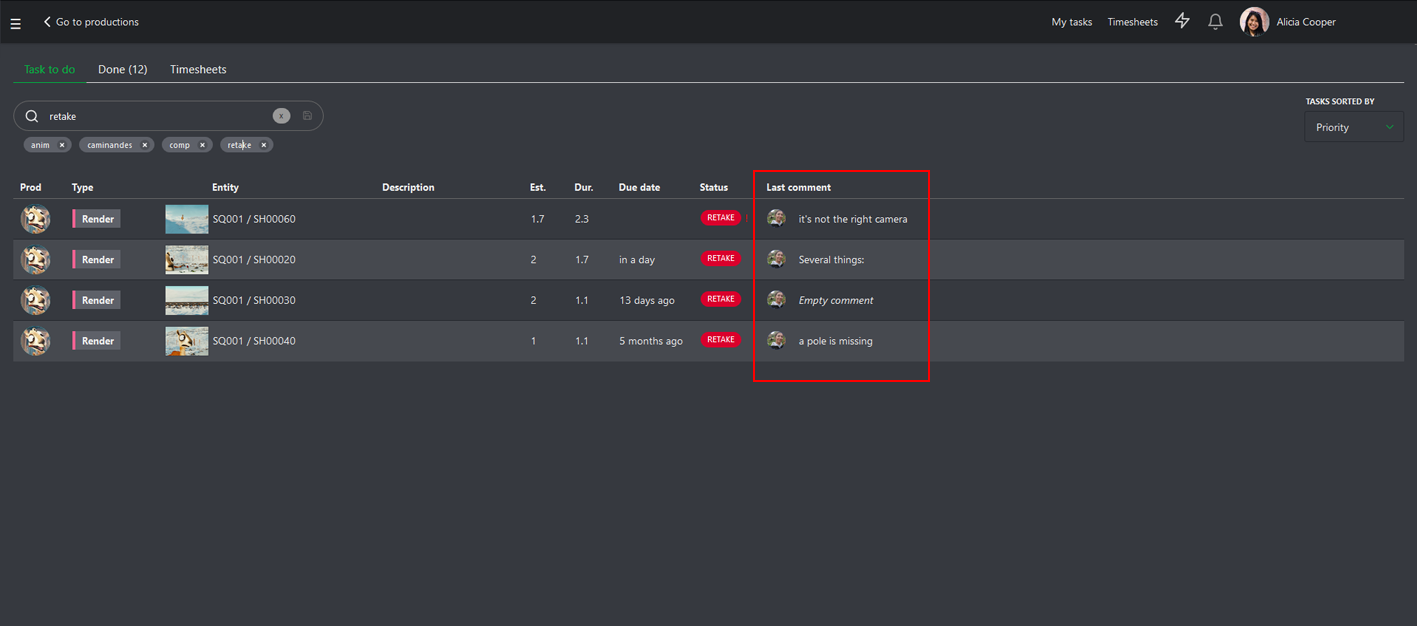 Go to productions My tasks Timesheets Alicia Cooper
Task to do Done (12) Timesheets
TASKS SORTED BY
retake x
Priority
anim × caminandes × comp × retake ×
Prod Type Entity Description Est. Dur. Due date Status Last comment
Render SQ001 / SH00060 1.7 2.3 RETAKE ! it's not the right camera
Render SQ001 / SH00020 2 1.7 in a day RETAKE Several things:
Render SQ001 / SH00030 2 1.1 13 days ago RETAKE Empty comment
Render SQ001 / SH00040 1 1.1 5 months ago RETAKE a pole is missing